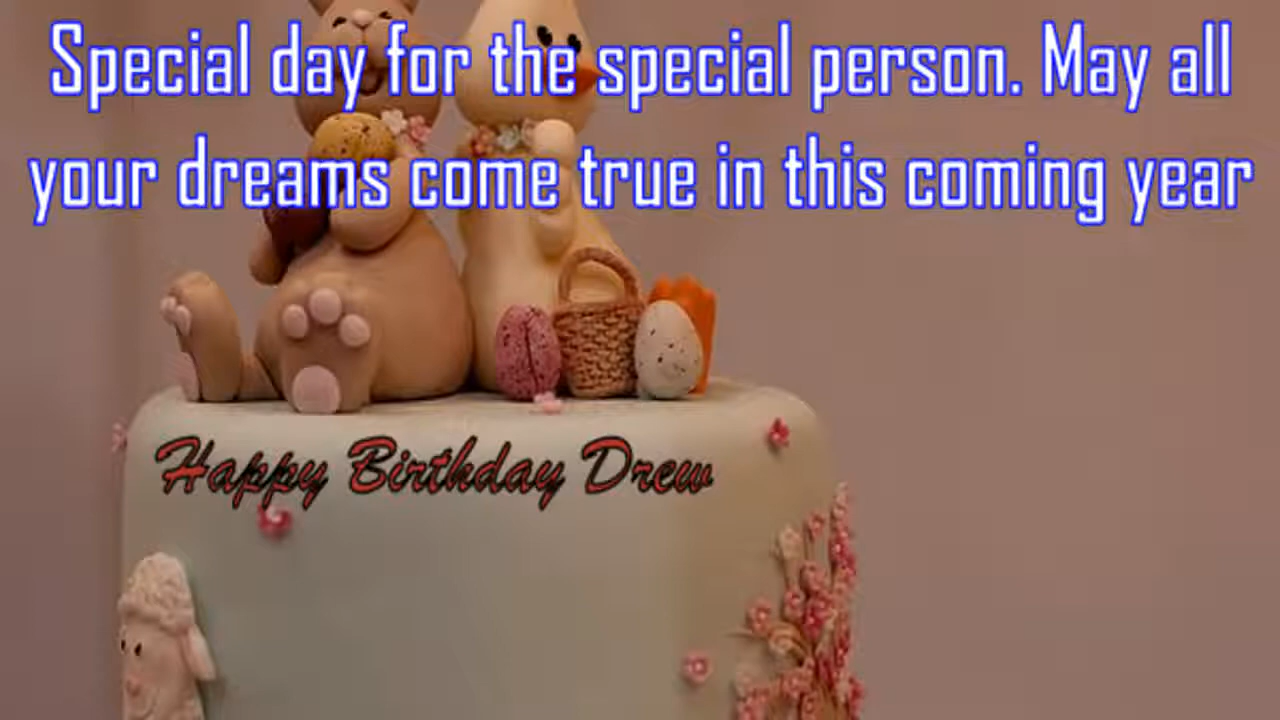 Special day for the special person. May all
your dreams come true in this coming year
Happy Birthday Drew